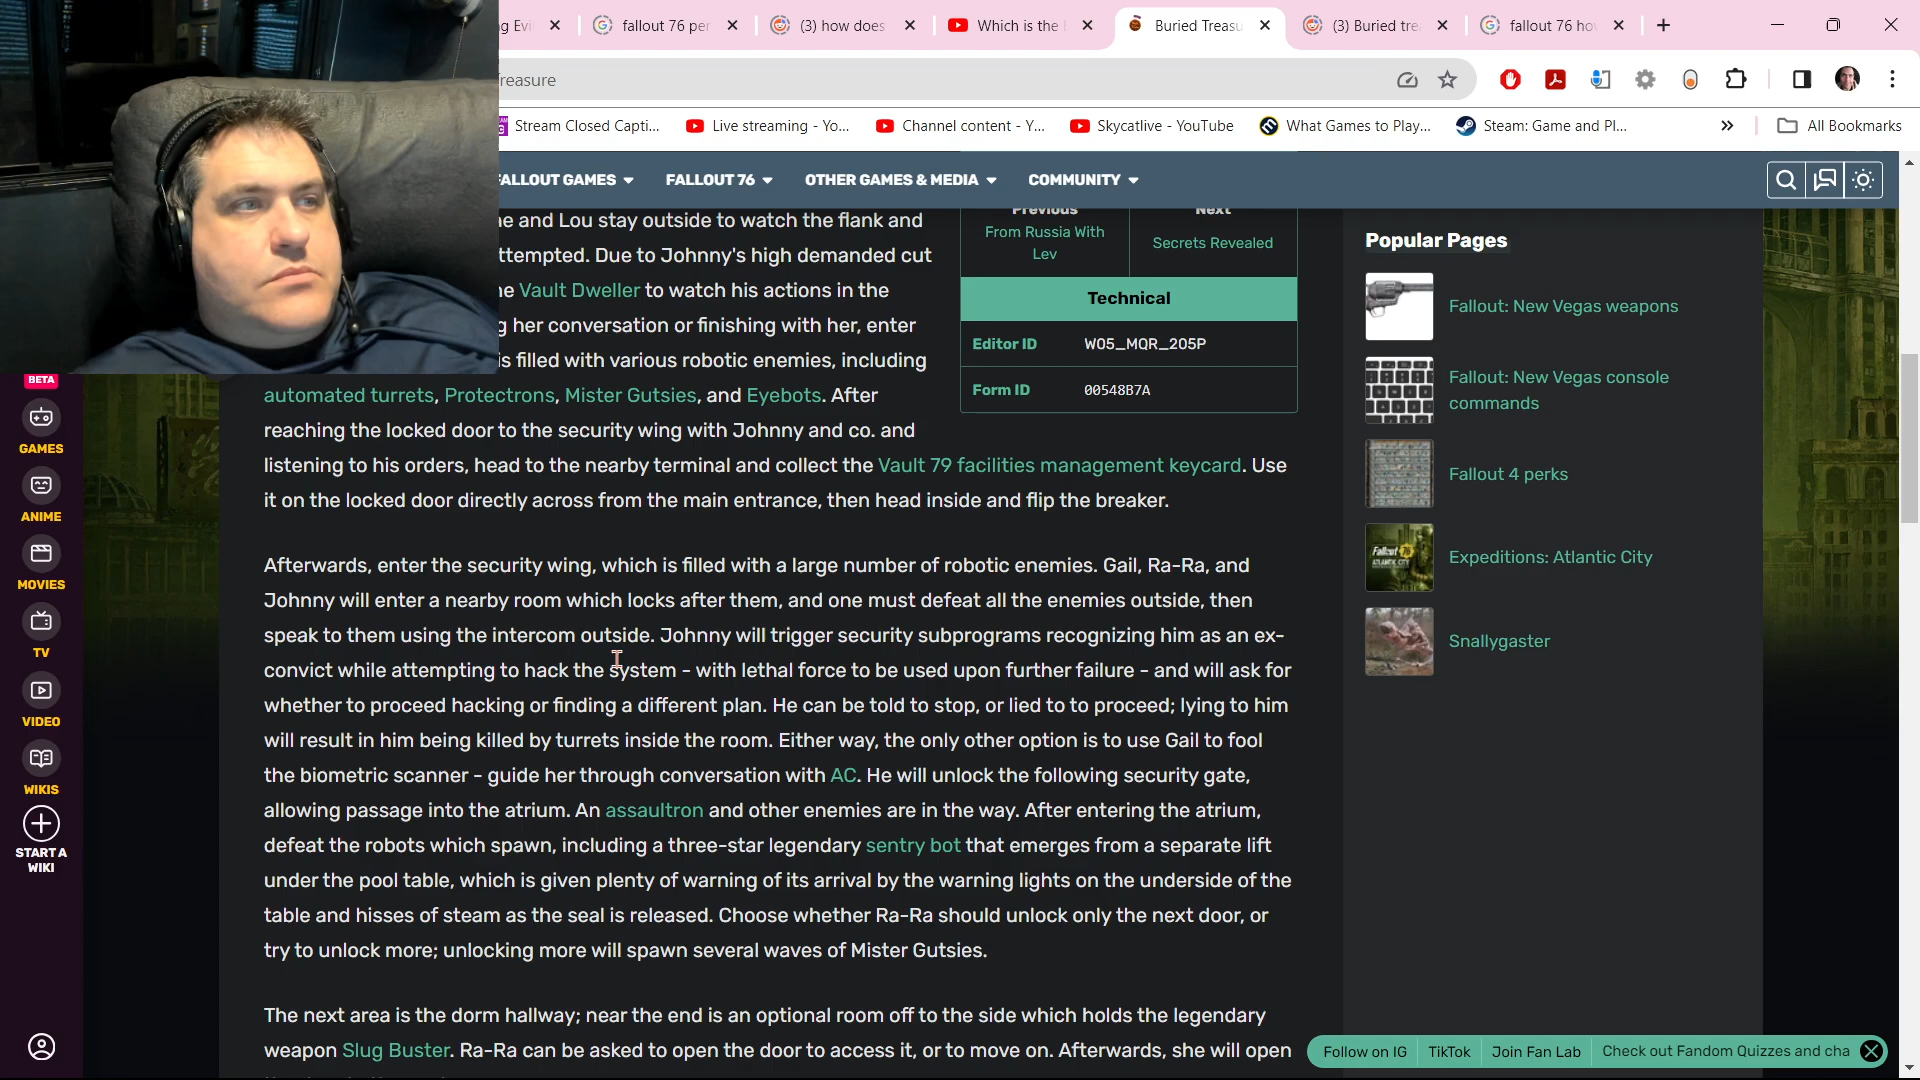 g Evi
fallout 76 per
(3) how does
Which is the
Buried Treasu
(3) Buried tre
fallout 76 ho
reasure
Stream Closed Capti...
Live streaming - Yo...
Channel content - Y...
Skycatlive - YouTube
What Games to Play...
Steam: Game and Pl...
»
All Bookmarks
FALLOUT GAMES
FALLOUT 76
OTHER GAMES & MEDIA
COMMUNITY
e and Lou stay outside to watch the flank and
ttempted. Due to Johnny's high demanded cut
e Vault Dweller to watch his actions in the
g her conversation or finishing with her, enter
is filled with various robotic enemies, including
automated turrets, Protectrons, Mister Gutsies, and Eyebots. After
reaching the locked door to the security wing with Johnny and co. and
listening to his orders, head to the nearby terminal and collect the Vault 79 facilities management keycard. Use
it on the locked door directly across from the main entrance, then head inside and flip the breaker.
Afterwards, enter the security wing, which is filled with a large number of robotic enemies. Gail, Ra-Ra, and
Johnny will enter a nearby room which locks after them, and one must defeat all the enemies outside, then
speak to them using the intercom outside. Johnny will trigger security subprograms recognizing him as an ex-
convict while attempting to hack the system - with lethal force to be used upon further failure - and will ask for
whether to proceed hacking or finding a different plan. He can be told to stop, or lied to to proceed; lying to him
will result in him being killed by turrets inside the room. Either way, the only other option is to use Gail to fool
the biometric scanner - guide her through conversation with AC. He will unlock the following security gate,
allowing passage into the atrium. An assaultron and other enemies are in the way. After entering the atrium,
defeat the robots which spawn, including a three-star legendary sentry bot that emerges from a separate lift
under the pool table, which is given plenty of warning of its arrival by the warning lights on the underside of the
table and hisses of steam as the seal is released. Choose whether Ra-Ra should unlock only the next door, or
try to unlock more; unlocking more will spawn several waves of Mister Gutsies.
The next area is the dorm hallway; near the end is an optional room off to the side which holds the legendary
weapon Slug Buster. Ra-Ra can be asked to open the door to access it, or to move on. Afterwards, she will open
Previous
Next
From Russia With
Lev
Secrets Revealed
Technical
Editor ID W05_MQR_205P
Form ID 00548B7A
Popular Pages
Fallout: New Vegas weapons
Fallout: New Vegas console
commands
Fallout 4 perks
Expeditions: Atlantic City
Snallygaster
BETA
GAMES
ANIME
MOVIES
TV
VIDEO
WIKIS
START A
WIKI
Follow on IG
TikTok
Join Fan Lab
Check out Fandom Quizzes and cha